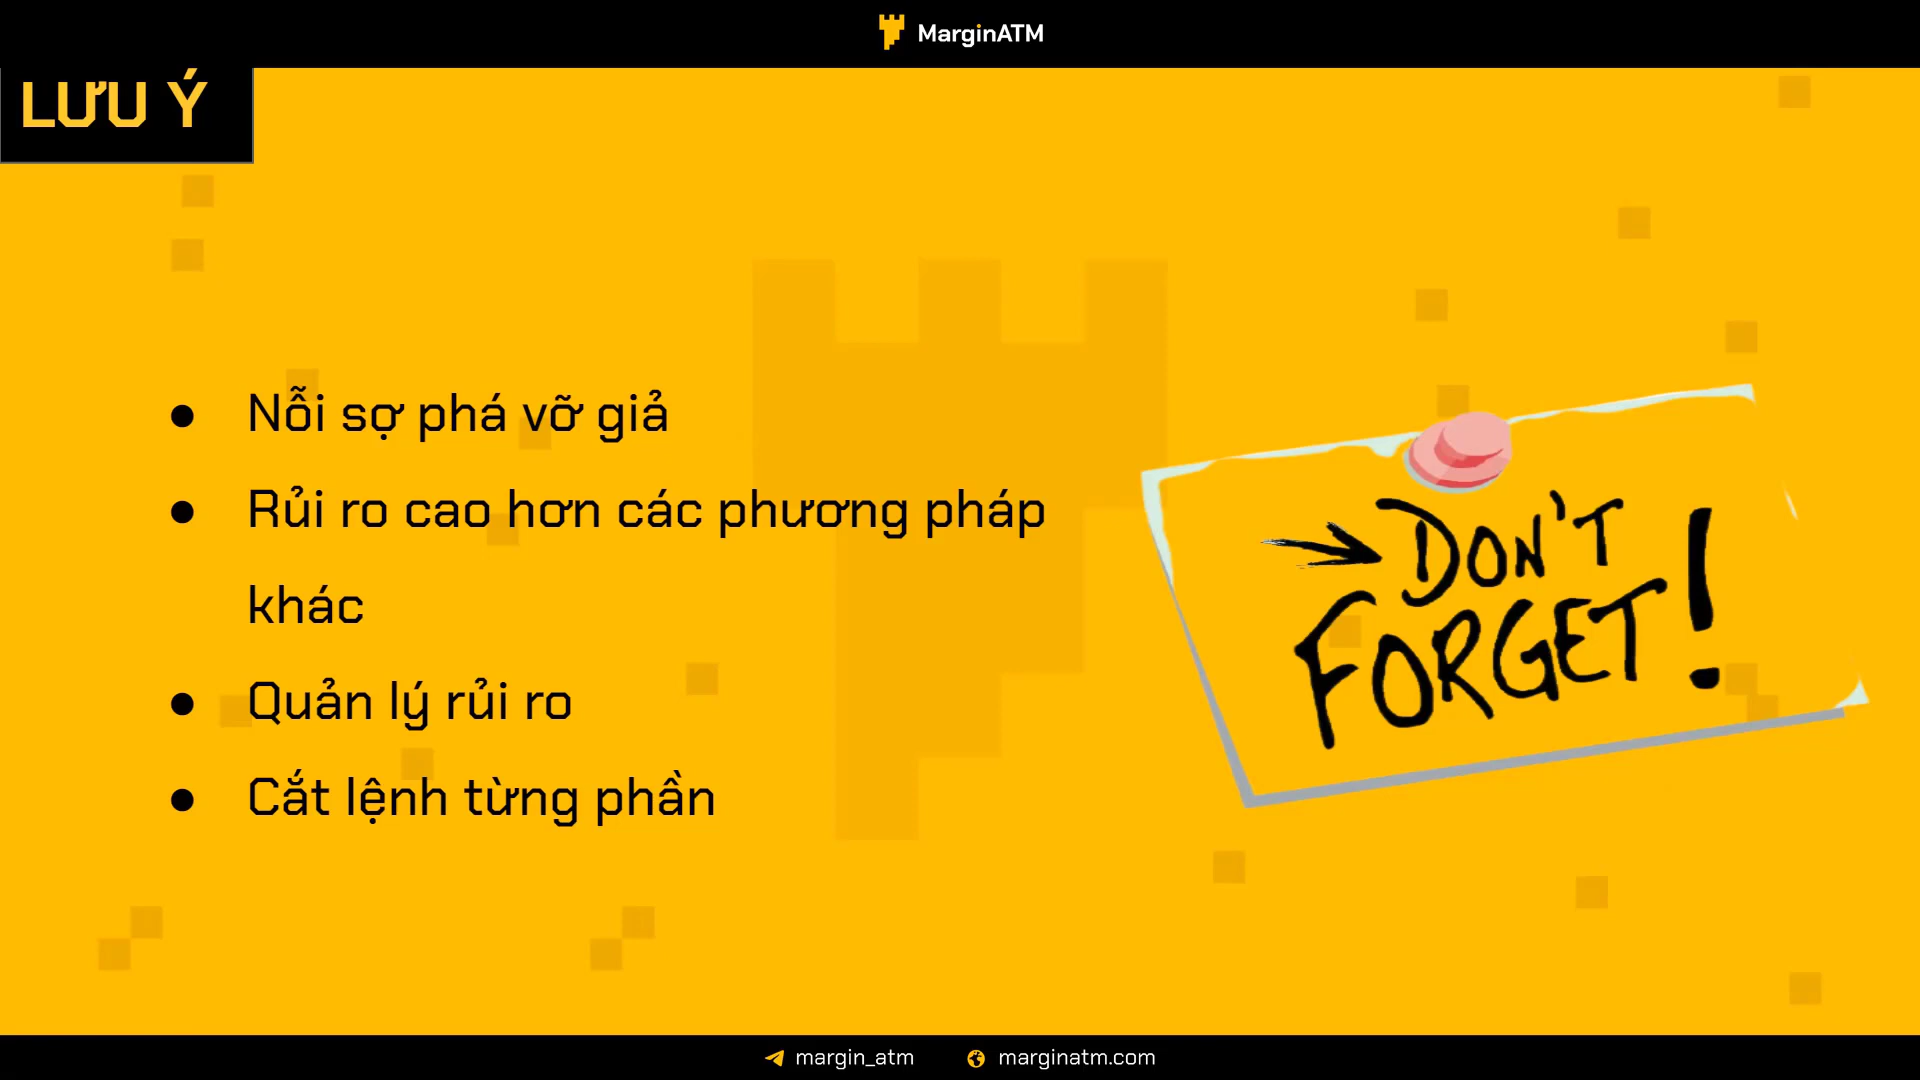 MarginATM
LƯU Ý
● Nỗi sợ phá vỡ giả
● Rủi ro cao hơn các phương pháp
khác
● Quản lý rủi ro
● Cắt lệnh từng phần
DON'T
FORGET!
margin_atm marginatm.com